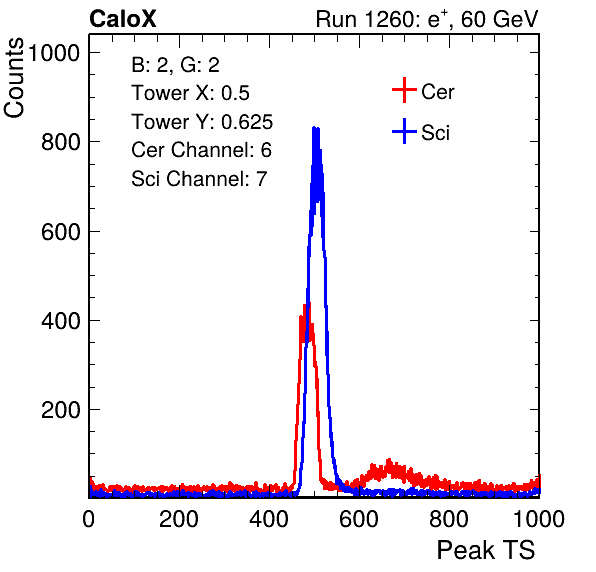 CaloX
Run 1260: e+, 60 GeV
Counts
1000
800
600
400
200
B: 2, G: 2
Tower X: 0.5
Tower Y: 0.625
Cer Channel: 6
Sci Channel: 7
Cer
Sci
0 200 400 600 800 1000
Peak TS